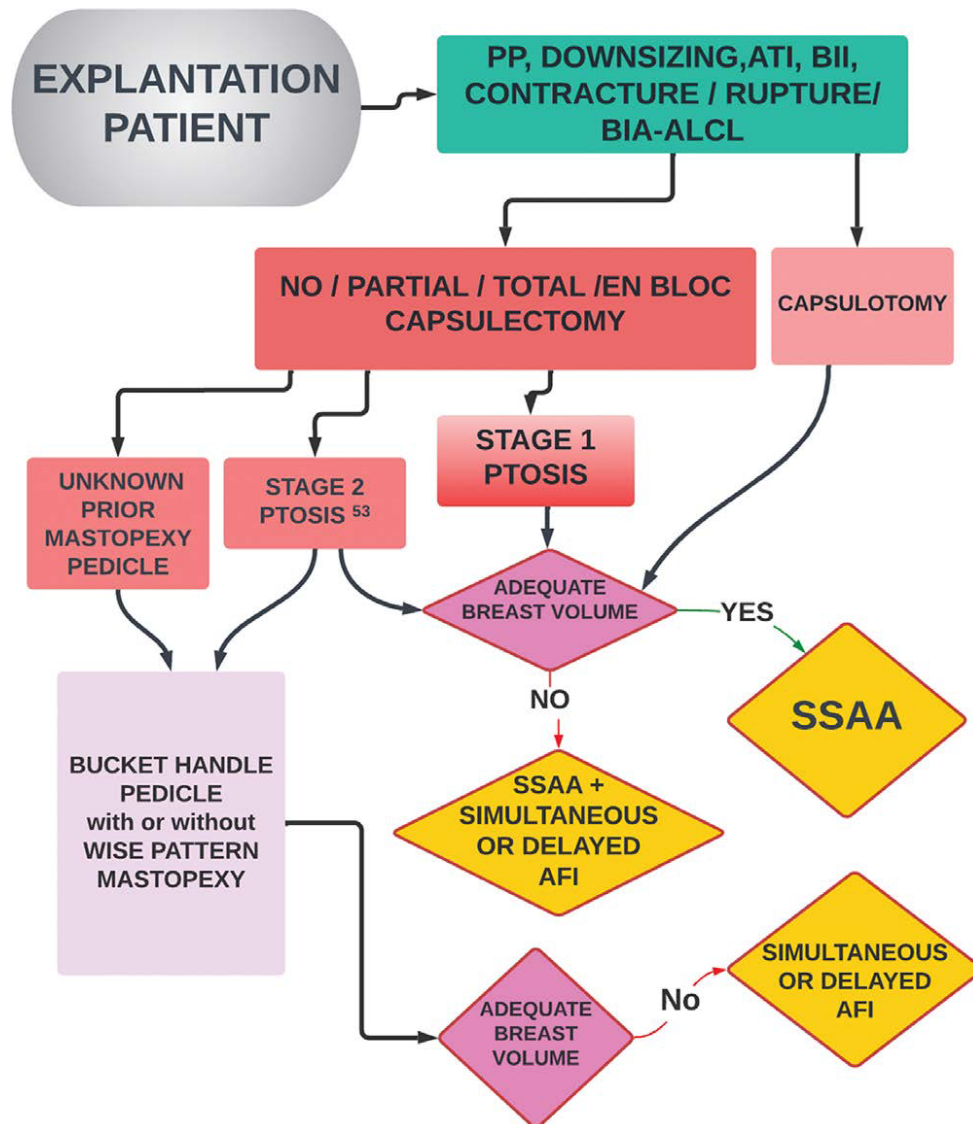 EXPLANTATION
PATIENT
PP, DOWNSIZING,ATI, BII,
CONTRACTURE / RUPTURE/
BIA-ALCL
NO / PARTIAL / TOTAL /EN BLOC
CAPSULECTOMY
CAPSULOTOMY
UNKNOWN
PRIOR
MASTOPEXY
PEDICLE
STAGE 2
PTOSIS 53
STAGE 1
PTOSIS
ADEQUATE
BREAST VOLUME
YES
SSAA
NO
SSAA +
SIMULTANEOUS
OR DELAYED
AFI
BUCKET HANDLE
PEDICLE
with or without
WISE PATTERN
MASTOPEXY
ADEQUATE
BREAST
VOLUME
No
SIMULTANEOUS
OR DELAYED
AFI